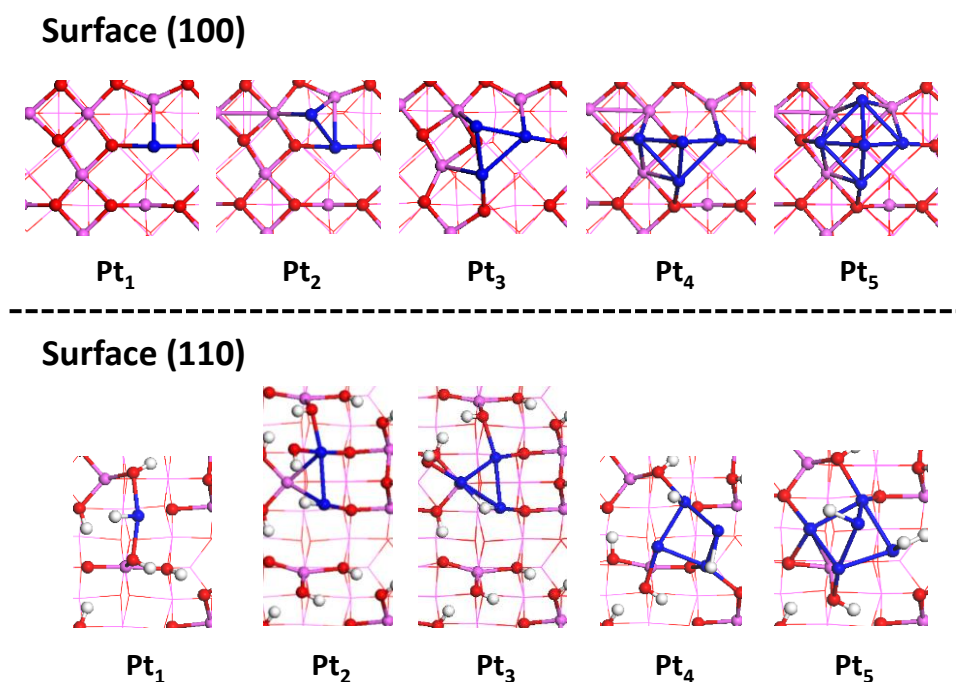 Surface (100)
Pt₁ Pt₂ Pt₃ Pt₄ Pt₅
Surface (110)
Pt₁ Pt₂ Pt₃ Pt₄ Pt₅